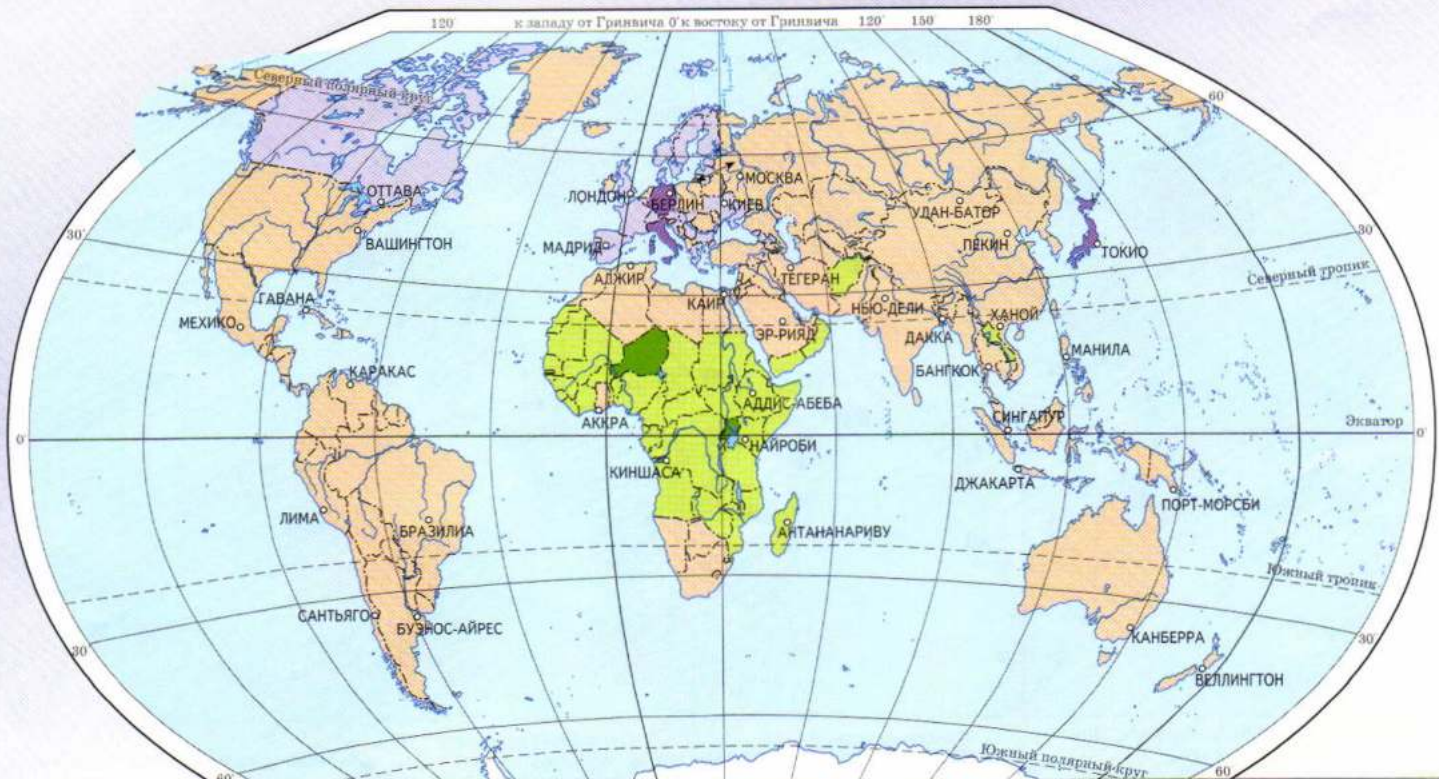 120° к западу от Гринвича 0° к востоку от Гринвича 120° 150° 180°
Северный полярный круг
60°
ОТТАВА
ЛОНДОН
БЕРЛИН
МОСКВА
КИЕВ
УДАН-БАТОР
30°
ВАШИНГТОН
МАДРИД
ПЕКИН
ТОКИО
30°
АЛЖИР
ТЕГЕРАН
Северный тропик
ГАВАНА
КАИР
НЬЮ-ДЕЛИ
ХАНОЙ
МЕХИКО
ЭР-РИЯД
ДАККА
МАНИЛА
КАРАКАС
БАНГКОК
АДДИС-АБЕБА
АККРА
СИНГАПУР
Экватор
0°
0°
НАЙРОБИ
КИНШАСА
ДЖАКАРТА
ПОРТ-МОРСБИ
ЛИМА
БРАЗИЛИА
АНТАНАНАРИВУ
Южный тропик
САНТЬЯГО
БУЭНОС-АЙРЕС
КАНБЕРРА
30°
30
ВЕЛЛИНГТОН
Южный полярный круг
60°
60